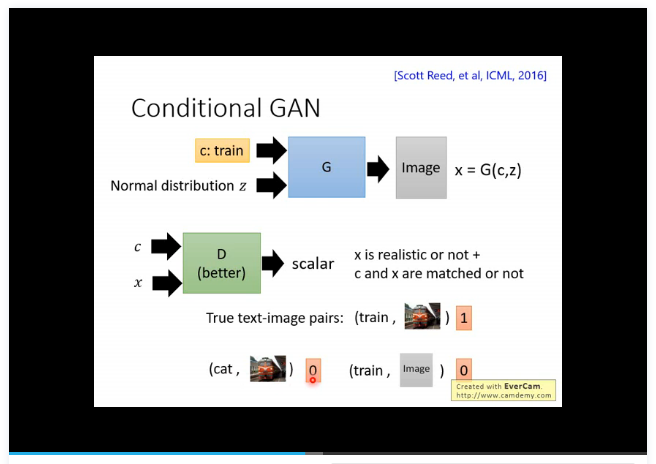 [Scott Reed, et al, ICML, 2016]
Conditional GAN
c: train
Normal distribution z
G
Image
x = G(c,z)
c
x
D
(better)
scalar
x is realistic or not +
c and x are matched or not
True text-image pairs: (train , ) 1
(cat , ) 0 (train , Image ) 0
Created with EverCam.
http://www.camdemy.com